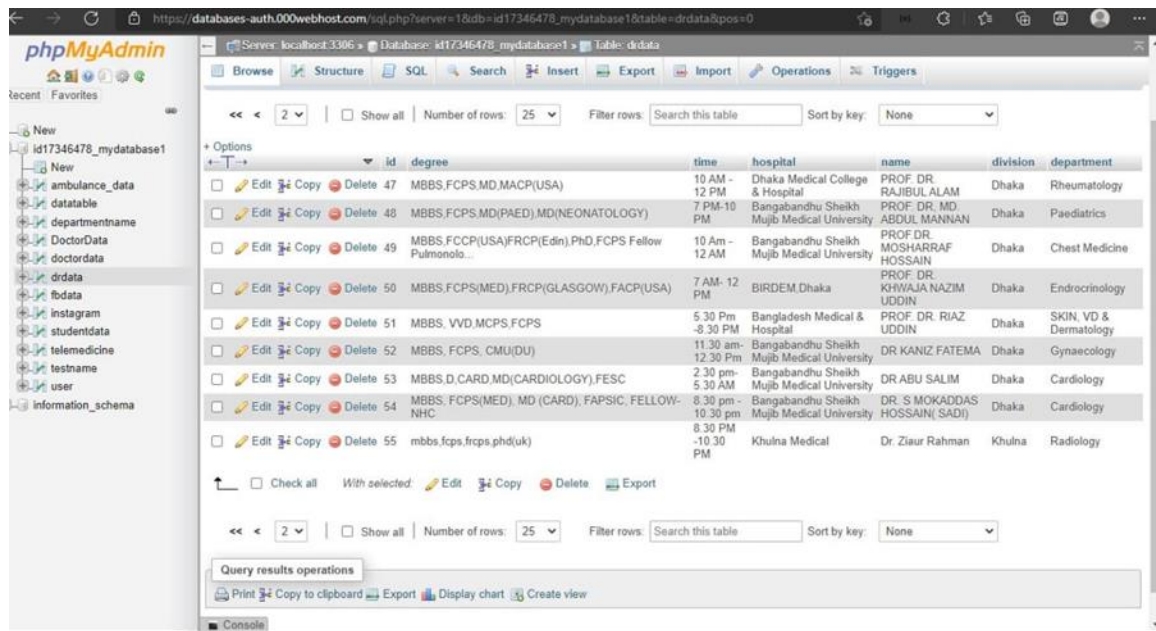 https://databases-auth.000webhost.com/sql.php?server=1&db=id17346478_mydatabase1&table=drdata&pos=0
phpMyAdmin
Recent Favorites
New
id17346478_mydatabase1
New
ambulance_data
datatable
departmentname
DoctorData
doctordata
drdata
fbdata
instagram
studentdata
telemedicine
testname
user
information_schema
Server: localhost:3306 » Database: id17346478_mydatabase1 » Table: drdata
Browse Structure SQL Search Insert Export Import Operations Triggers
<< < 2 Show all Number of rows: 25 Filter rows: Search this table Sort by key: None
+ Options
←T→ id degree time hospital name division department
Edit Copy Delete 47 MBBS,FCPS,MD,MACP(USA) 10 AM - 12 PM Dhaka Medical College & Hospital PROF. DR. RAJIBUL ALAM Dhaka Rheumatology
Edit Copy Delete 48 MBBS,FCPS,MD(PAED),MD(NEONATOLOGY) 7 PM-10 PM Bangabandhu Sheikh Mujib Medical University PROF. DR, MD. ABDUL MANNAN Dhaka Paediatrics
Edit Copy Delete 49 MBBS,FCCP(USA)FRCP(Edin),PhD,FCPS Fellow Pulmonolo... 10 Am - 12 AM Bangabandhu Sheikh Mujib Medical University PROF.DR. MOSHARRAF HOSSAIN Dhaka Chest Medicine
Edit Copy Delete 50 MBBS,FCPS(MED),FRCP(GLASGOW),FACP(USA) 7 AM- 12 PM BIRDEM,Dhaka PROF. DR. KHWAJA NAZIM UDDIN Dhaka Endrocrinology
Edit Copy Delete 51 MBBS, VVD,MCPS,FCPS 5.30 Pm -8.30 PM Bangladesh Medical & Hospital PROF. DR. RIAZ UDDIN Dhaka SKIN, VD & Dermatology
Edit Copy Delete 52 MBBS, FCPS, CMU(DU) 11.30 am- 12.30 Pm Bangabandhu Sheikh Mujib Medical University DR KANIZ FATEMA Dhaka Gynaecology
Edit Copy Delete 53 MBBS,D.CARD,MD(CARDIOLOGY),FESC 2.30 pm- 5.30 AM Bangabandhu Sheikh Mujib Medical University DR ABU SALIM Dhaka Cardiology
Edit Copy Delete 54 MBBS, FCPS(MED), MD (CARD), FAPSIC, FELLOW-NHC 8.30 pm - 10.30 pm Bangabandhu Sheikh Mujib Medical University DR. S MOKADDAS HOSSAIN( SADI) Dhaka Cardiology
Edit Copy Delete 55 mbbs,fcps,frcps,phd(uk) 8.30 PM -10.30 PM Khulna Medical Dr. Ziaur Rahman Khulna Radiology
Check all With selected: Edit Copy Delete Export
<< < 2 Show all Number of rows: 25 Filter rows: Search this table Sort by key: None
Query results operations
Print Copy to clipboard Export Display chart Create view
Console